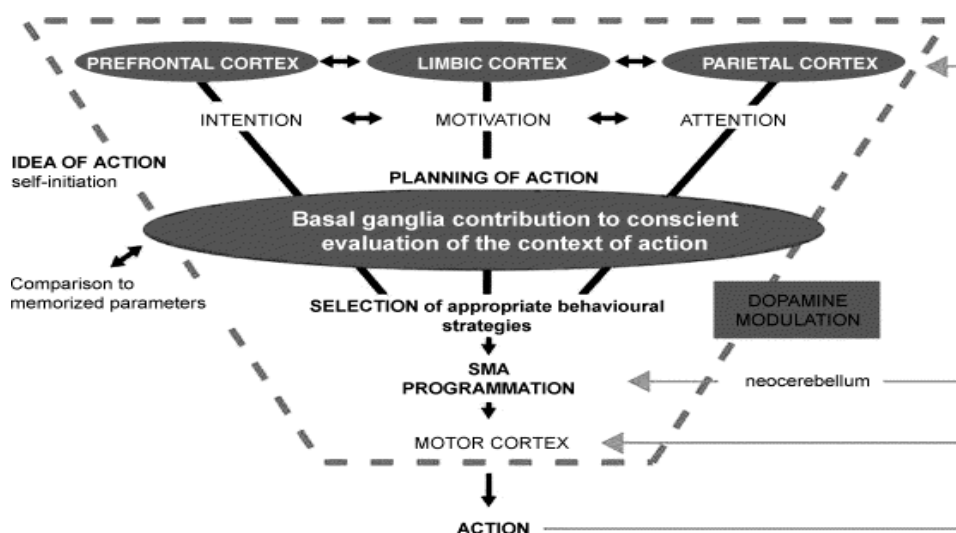 PREFRONTAL CORTEX
LIMBIC CORTEX
PARIETAL CORTEX
INTENTION
MOTIVATION
ATTENTION
IDEA OF ACTION
self-initiation
PLANNING OF ACTION
Basal ganglia contribution to conscient
evaluation of the context of action
Comparison to
memorized parameters
SELECTION of appropriate behavioural
strategies
DOPAMINE
MODULATION
SMA
PROGRAMMATION
neocerebellum
MOTOR CORTEX
ACTION